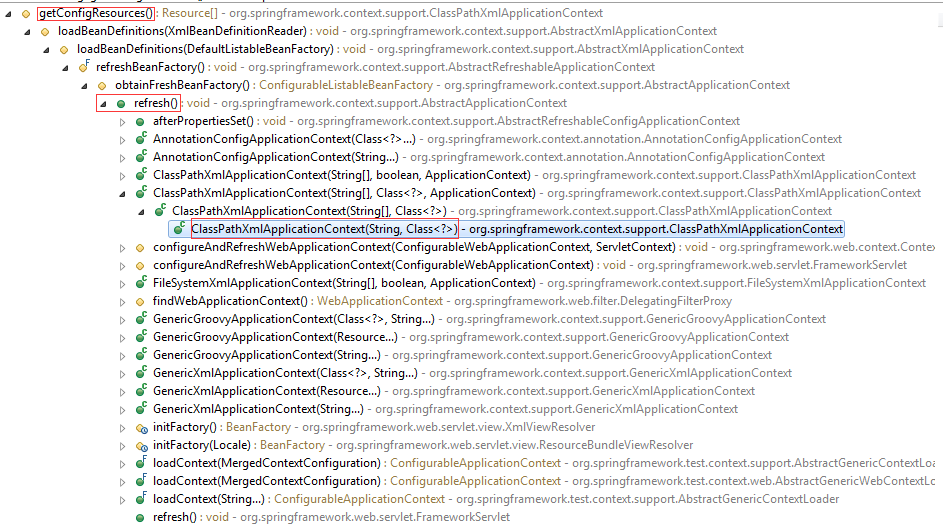 getConfigResources() : Resource[] - org.springframework.context.support.ClassPathXmlApplicationContext
loadBeanDefinitions(XmlBeanDefinitionReader) : void - org.springframework.context.support.AbstractXmlApplicationContext
loadBeanDefinitions(DefaultListableBeanFactory) : void - org.springframework.context.support.AbstractXmlApplicationContext
refreshBeanFactory() : void - org.springframework.context.support.AbstractRefreshableApplicationContext
obtainFreshBeanFactory() : ConfigurableListableBeanFactory - org.springframework.context.support.AbstractApplicationContext
refresh() : void - org.springframework.context.support.AbstractApplicationContext
afterPropertiesSet() : void - org.springframework.context.support.AbstractRefreshableConfigApplicationContext
AnnotationConfigApplicationContext(Class<?>...) - org.springframework.context.annotation.AnnotationConfigApplicationContext
AnnotationConfigApplicationContext(String...) - org.springframework.context.annotation.AnnotationConfigApplicationContext
ClassPathXmlApplicationContext(String[], boolean, ApplicationContext) - org.springframework.context.support.ClassPathXmlApplicationContext
ClassPathXmlApplicationContext(String[], Class<?>, ApplicationContext) - org.springframework.context.support.ClassPathXmlApplicationContext
ClassPathXmlApplicationContext(String[], Class<?>) - org.springframework.context.support.ClassPathXmlApplicationContext
ClassPathXmlApplicationContext(String, Class<?>) - org.springframework.context.support.ClassPathXmlApplicationContext
configureAndRefreshWebApplicationContext(ConfigurableWebApplicationContext, ServletContext) : void - org.springframework.web.context.Conte
configureAndRefreshWebApplicationContext(ConfigurableWebApplicationContext) : void - org.springframework.web.servlet.FrameworkServlet
FileSystemXmlApplicationContext(String[], boolean, ApplicationContext) - org.springframework.context.support.FileSystemXmlApplicationContext
findWebApplicationContext() : WebApplicationContext - org.springframework.web.filter.DelegatingFilterProxy
GenericGroovyApplicationContext(Class<?>, String...) - org.springframework.context.support.GenericGroovyApplicationContext
GenericGroovyApplicationContext(Resource...) - org.springframework.context.support.GenericGroovyApplicationContext
GenericGroovyApplicationContext(String...) - org.springframework.context.support.GenericGroovyApplicationContext
GenericXmlApplicationContext(Class<?>, String...) - org.springframework.context.support.GenericXmlApplicationContext
GenericXmlApplicationContext(Resource...) - org.springframework.context.support.GenericXmlApplicationContext
GenericXmlApplicationContext(String...) - org.springframework.context.support.GenericXmlApplicationContext
initFactory() : BeanFactory - org.springframework.web.servlet.view.XmlViewResolver
initFactory(Locale) : BeanFactory - org.springframework.web.servlet.view.ResourceBundleViewResolver
loadContext(MergedContextConfiguration) : ConfigurableApplicationContext - org.springframework.test.context.support.AbstractGenericContextLoa
loadContext(MergedContextConfiguration) : ConfigurableApplicationContext - org.springframework.test.context.web.AbstractGenericWebContextLo
loadContext(String...) : ConfigurableApplicationContext - org.springframework.test.context.support.AbstractGenericContextLoader
refresh() : void - org.springframework.web.servlet.FrameworkServlet